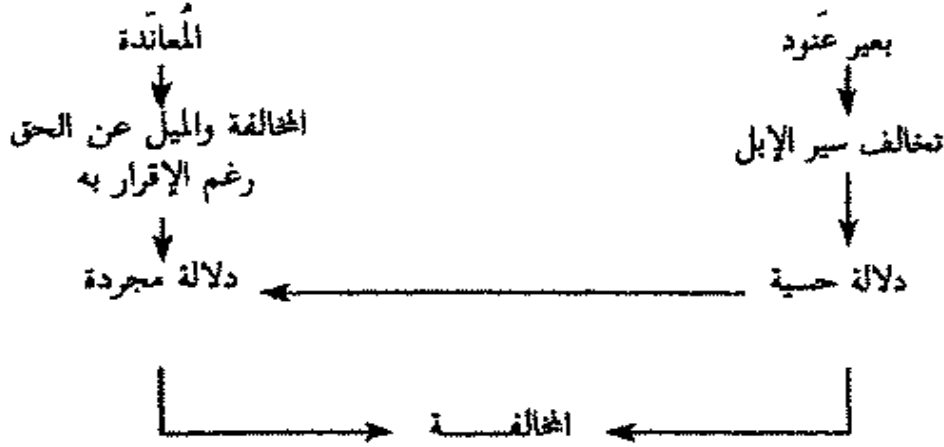 بعير عَنود
تخالف سير الإبل
دلالة حسية
المُعانَدة
المخالفة والميل عن الحق
رغم الإقرار به
دلالة مجردة
المخالفـــــة